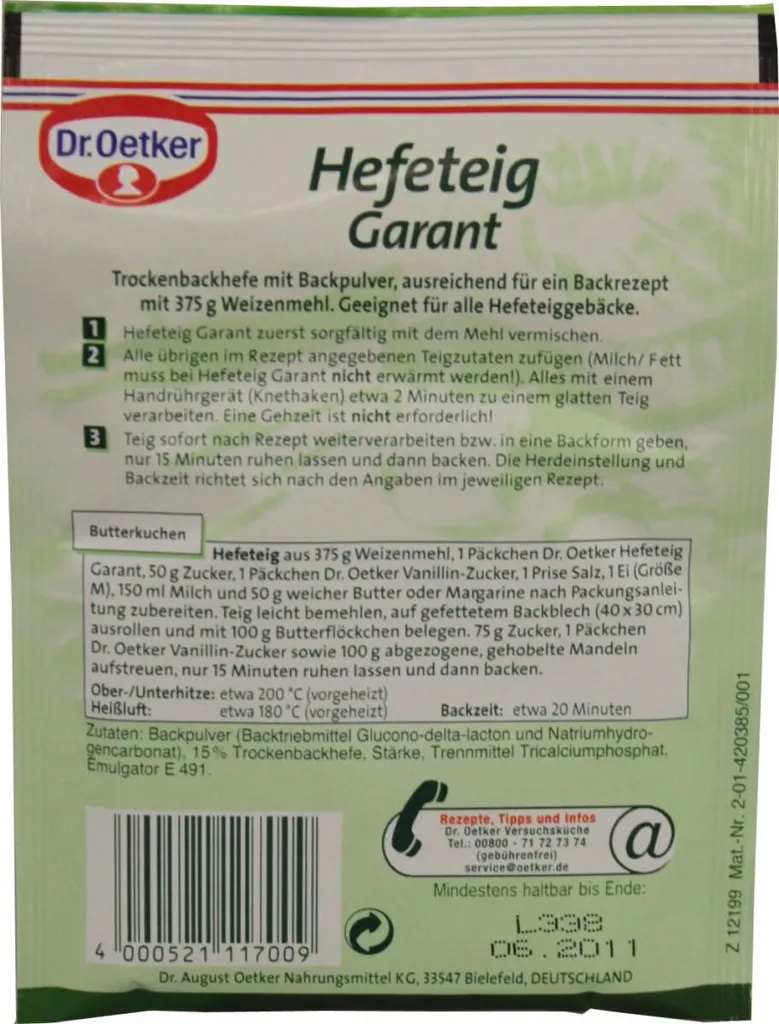 Dr.Oetker
Hefeteig
Garant
Trockenbackhefe mit Backpulver, ausreichend für ein Backrezept
mit 375 g Weizenmehl. Geeignet für alle Hefeteiggebäcke.
1 Hefeteig Garant zuerst sorgfältig mit dem Mehl vermischen.
2 Alle übrigen im Rezept angegebenen Teigzutaten zufügen (Milch/ Fett
muss bei Hefeteig Garant nicht erwärmt werden!). Alles mit einem
Handrührgerät (Knethaken) etwa 2 Minuten zu einem glatten Teig
verarbeiten. Eine Gehzeit ist nicht erforderlich!
3 Teig sofort nach Rezept weiterverarbeiten bzw. in eine Backform geben,
nur 15 Minuten ruhen lassen und dann backen. Die Herdeinstellung und
Backzeit richtet sich nach den Angaben im jeweiligen Rezept.
Butterkuchen
Hefeteig aus 375 g Weizenmehl, 1 Päckchen Dr. Oetker Hefeteig
Garant, 50 g Zucker, 1 Päckchen Dr. Oetker Vanillin-Zucker, 1 Prise Salz, 1 Ei (Größe
M), 150 ml Milch und 50 g weicher Butter oder Margarine nach Packungsanlei-
tung zubereiten. Teig leicht bemehlen, auf gefettetem Backblech (40 x 30 cm)
ausrollen und mit 100 g Butterflöckchen belegen. 75 g Zucker, 1 Päckchen
Dr. Oetker Vanillin-Zucker sowie 100 g abgezogene, gehobelte Mandeln
aufstreuen, nur 15 Minuten ruhen lassen und dann backen.
Ober-/Unterhitze: etwa 200 °C (vorgeheizt)
Heißluft: etwa 180 °C (vorgeheizt) Backzeit: etwa 20 Minuten
Zutaten: Backpulver (Backtriebmittel Glucono-delta-lacton und Natriumhydro-
gencarbonat), 15% Trockenbackhefe, Stärke, Trennmittel Tricalciumphosphat.
Emulgator E 491.
Rezepte, Tipps und Infos
Dr. Oetker Versuchsküche
Tel.: 00800 - 71 72 73 74
(gebührenfrei)
service@oetker.de
@
Mindestens haltbar bis Ende:
L338
06.2011
4 000521 117009
Dr. August Oetker Nahrungsmittel KG, 33547 Bielefeld, DEUTSCHLAND
Z 12199 Mat.-Nr. 2-01-420385/001